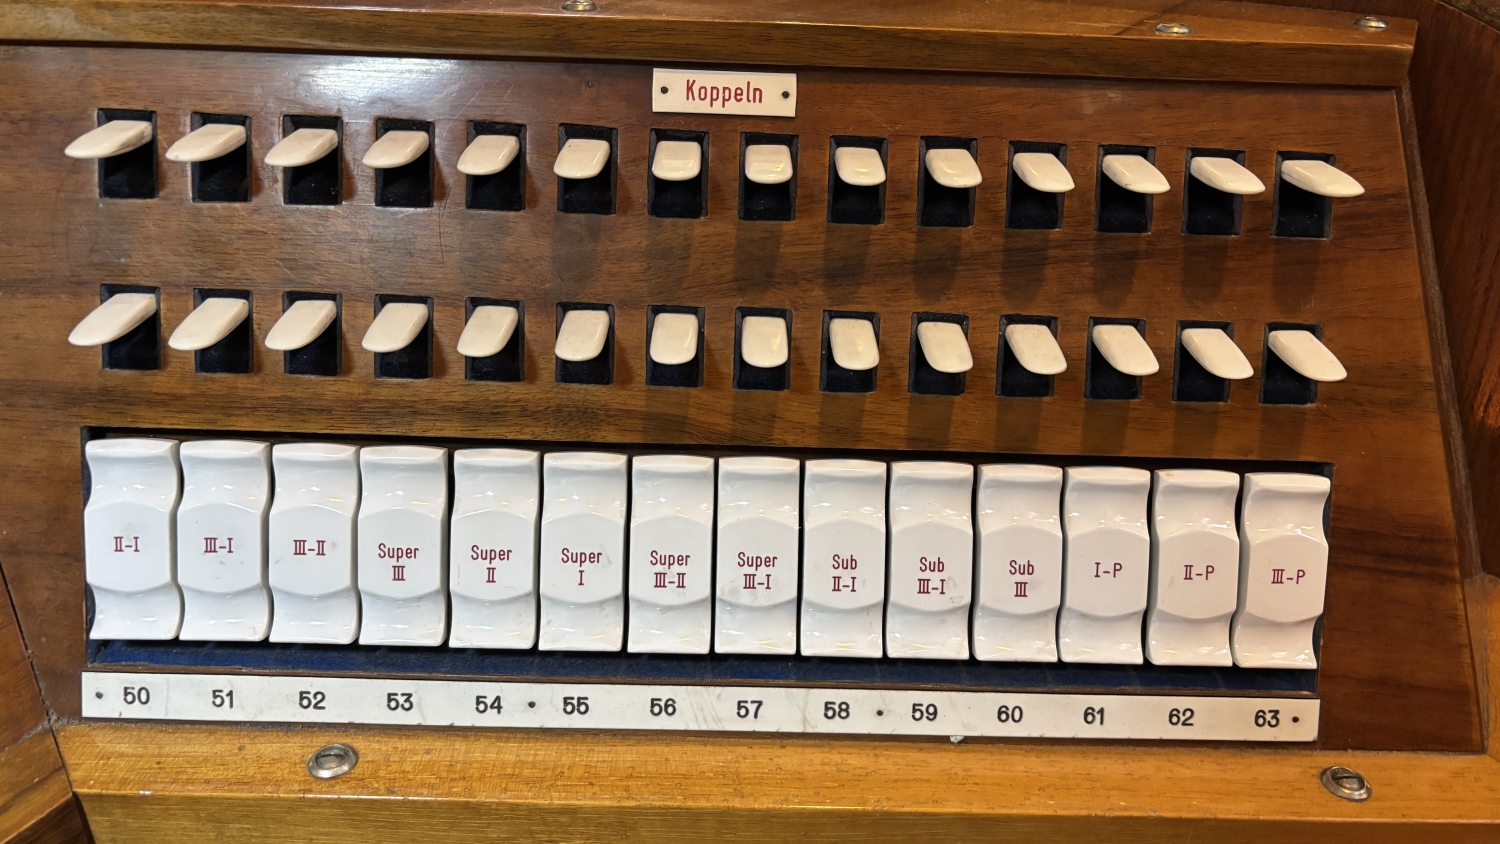 Koppeln
II-I
III-I
III-II
Super
III
Super
II
Super
I
Super
III-II
Super
III-I
Sub
II-I
Sub
III-I
Sub
III
I-P
II-P
III-P
50 51 52 53 54 55 56 57 58 59 60 61 62 63